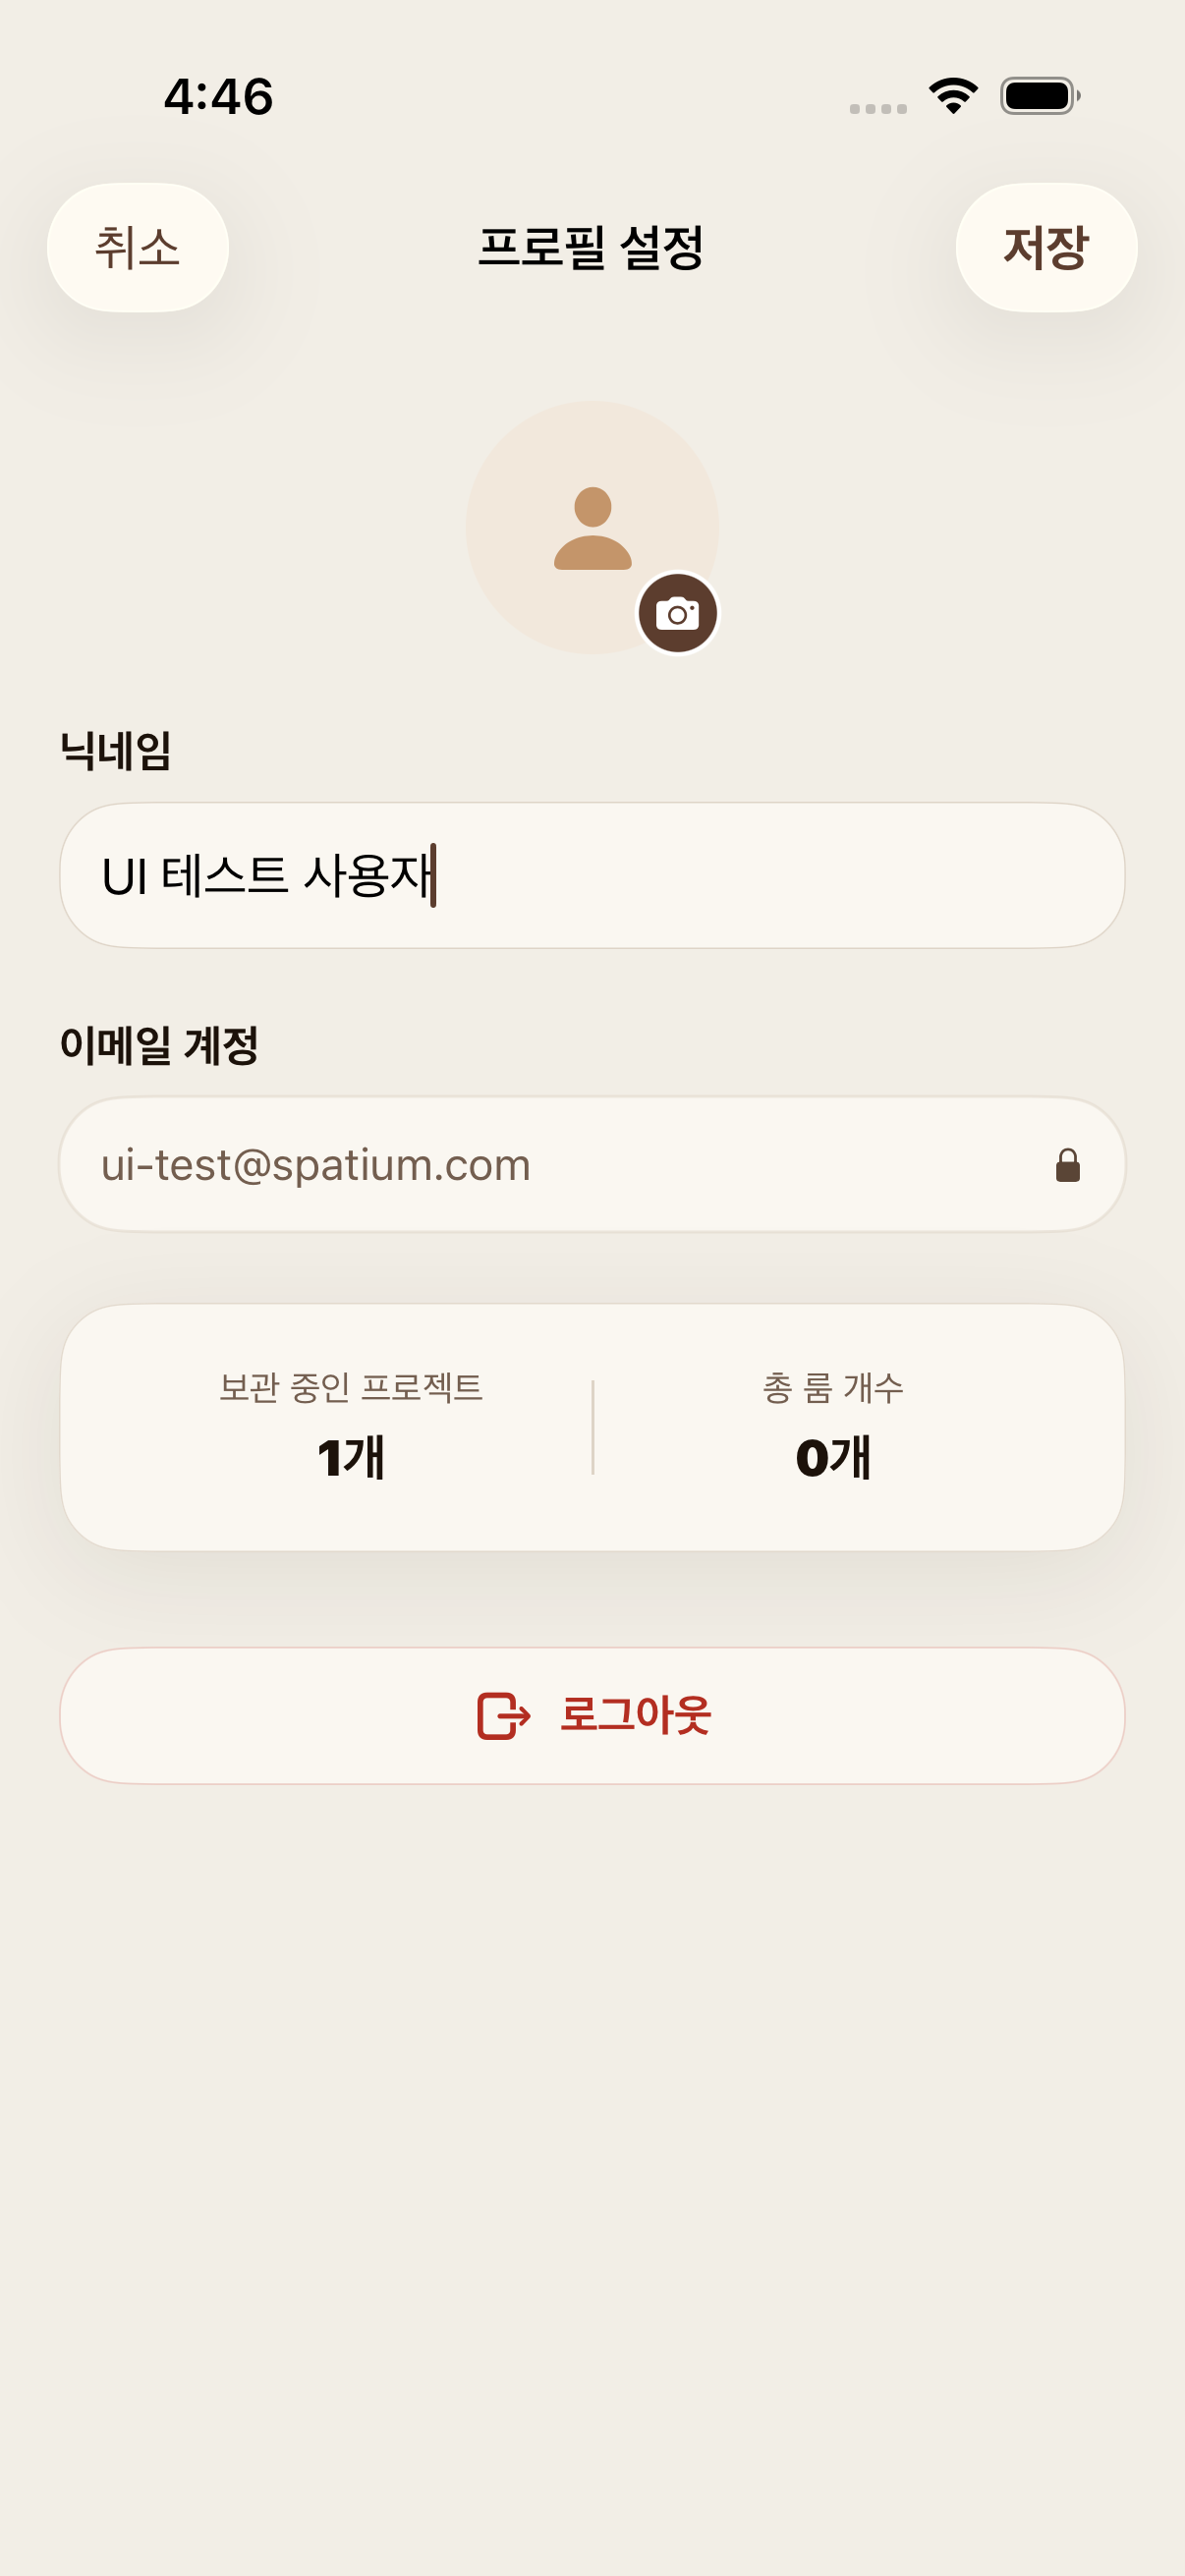 4:46
취소
프로필 설정
저장
닉네임
UI 테스트 사용자
이메일 계정
ui-test@spatium.com
보관 중인 프로젝트
총 룸 개수
1개
0개
로그아웃